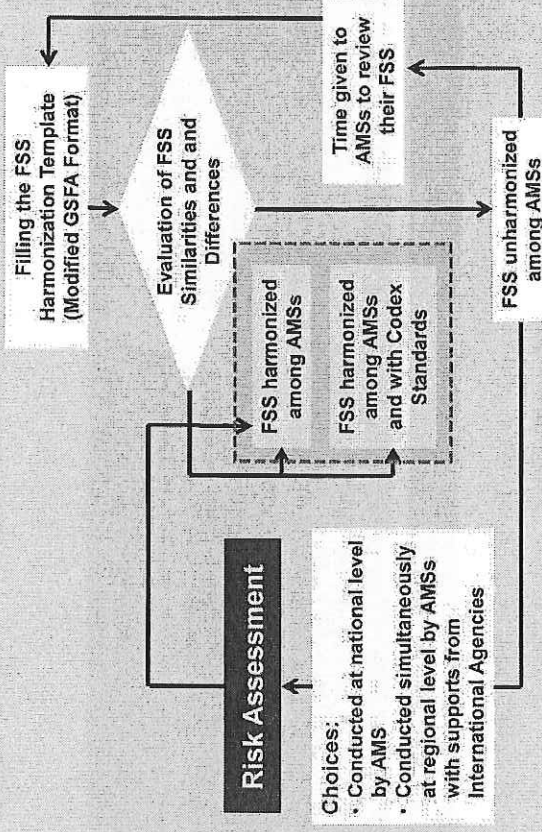 Filling the FSS
Harmonization Template
(Modified GSFA Format)
Evaluation of FSS
Similarities and and
Differences
Time given to
AMSs to review
their FSS
FSS harmonized
among AMSs
FSS harmonized
among AMSs
and with Codex
Standards
FSS unharmonized
among AMSs
Risk Assessment
Choices:
• Conducted at national level
by AMS
• Conducted simultaneously
at regional level by AMSs
with supports from
International Agencies